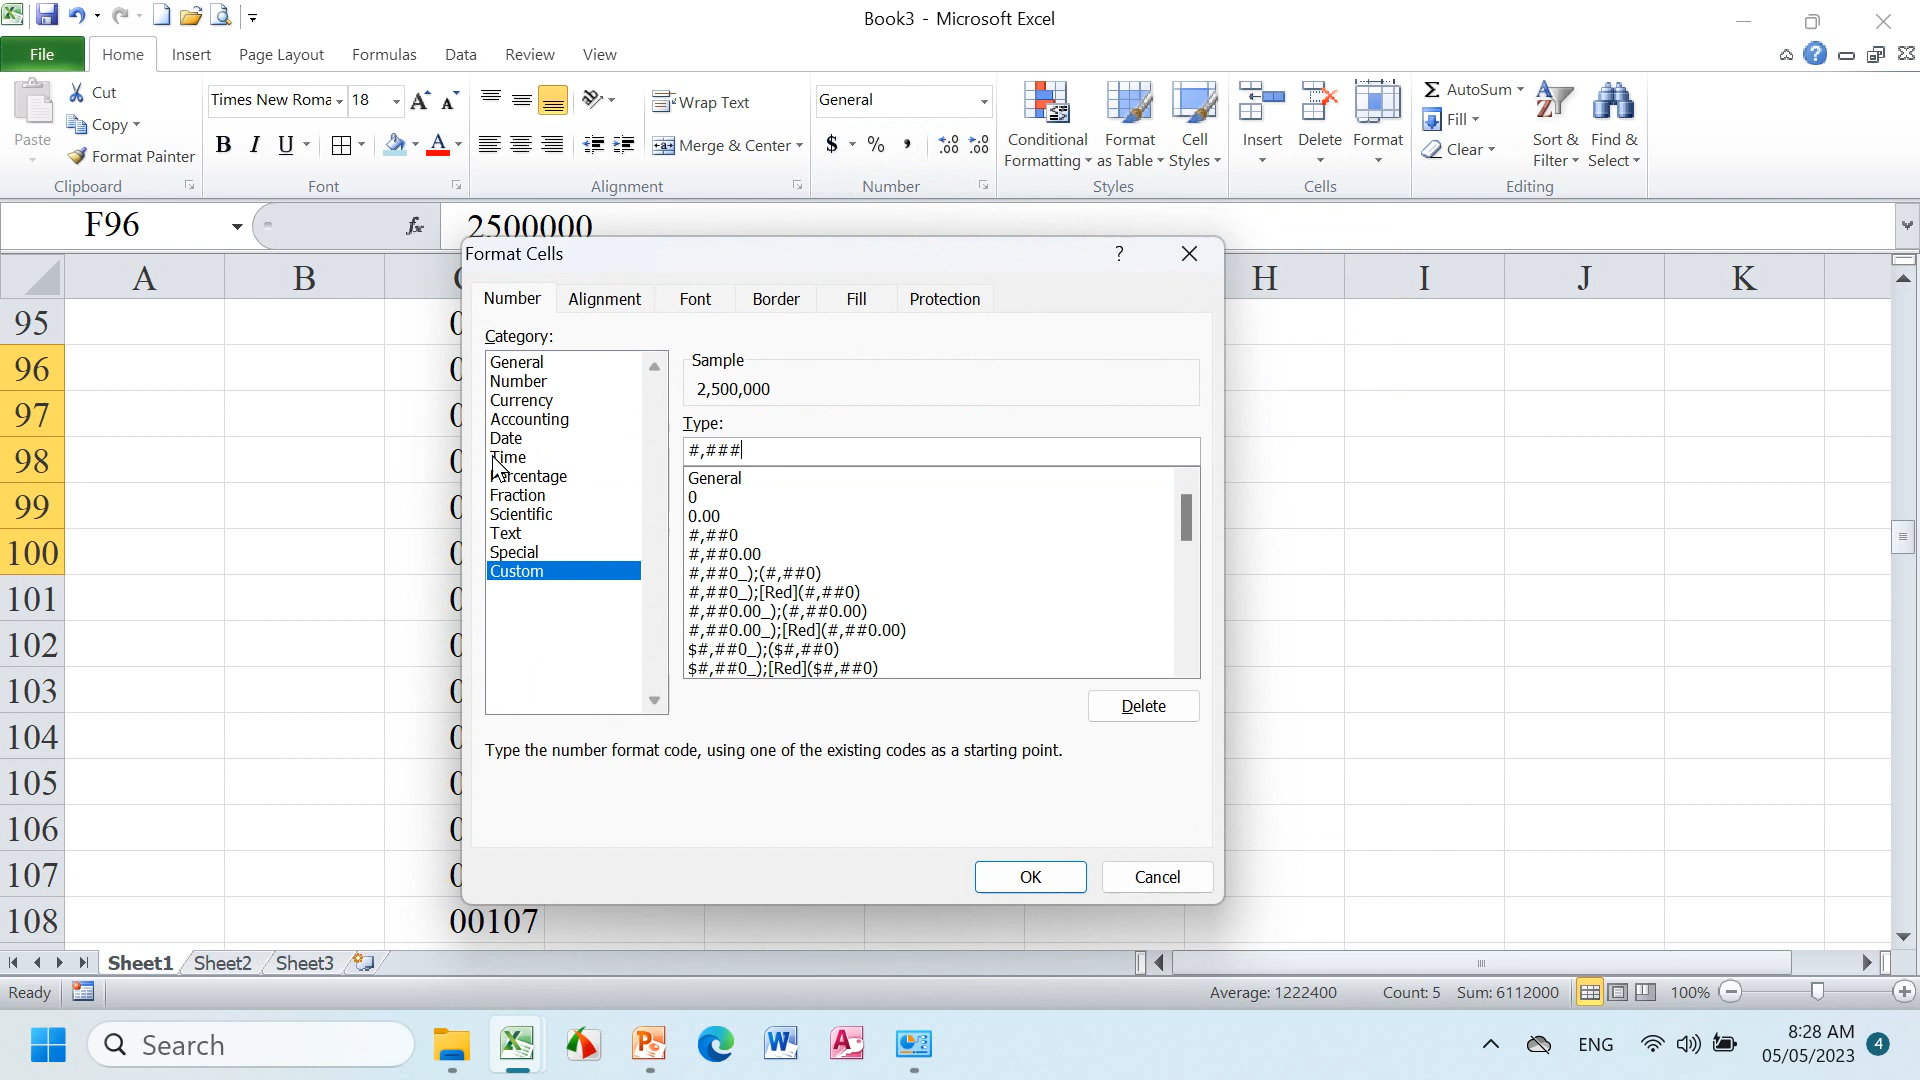 Book3 - Microsoft Excel
File Home Insert Page Layout Formulas Data Review View
Paste
Cut
Copy
Format Painter
Clipboard
Times New Roma 18
B I U
Font
Wrap Text
Merge & Center
Alignment
General
$ % ,
Number
Conditional Formatting
Format as Table
Cell Styles
Styles
Insert Delete Format
Cells
AutoSum
Fill
Clear
Sort & Filter
Find & Select
Editing
F96 fx 2500000
A B H I J K
95
96
97
98
99
100
101
102
103
104
105
106
107
108 00107
Format Cells ?
Number Alignment Font Border Fill Protection
Category:
General
Number
Currency
Accounting
Date
Time
Percentage
Fraction
Scientific
Text
Special
Custom
Sample
2,500,000
Type:
#,###
General
0
0.00
#,##0
#,##0.00
#,##0_);(#,##0)
#,##0_);[Red](#,##0)
#,##0.00_);(#,##0.00)
#,##0.00_);[Red](#,##0.00)
$#,##0_);($#,##0)
$#,##0_);[Red]($#,##0)
Delete
Type the number format code, using one of the existing codes as a starting point.
OK Cancel
Sheet1 Sheet2 Sheet3
Ready Average: 1222400 Count: 5 Sum: 6112000 100%
Search ENG 8:28 AM 4
05/05/2023